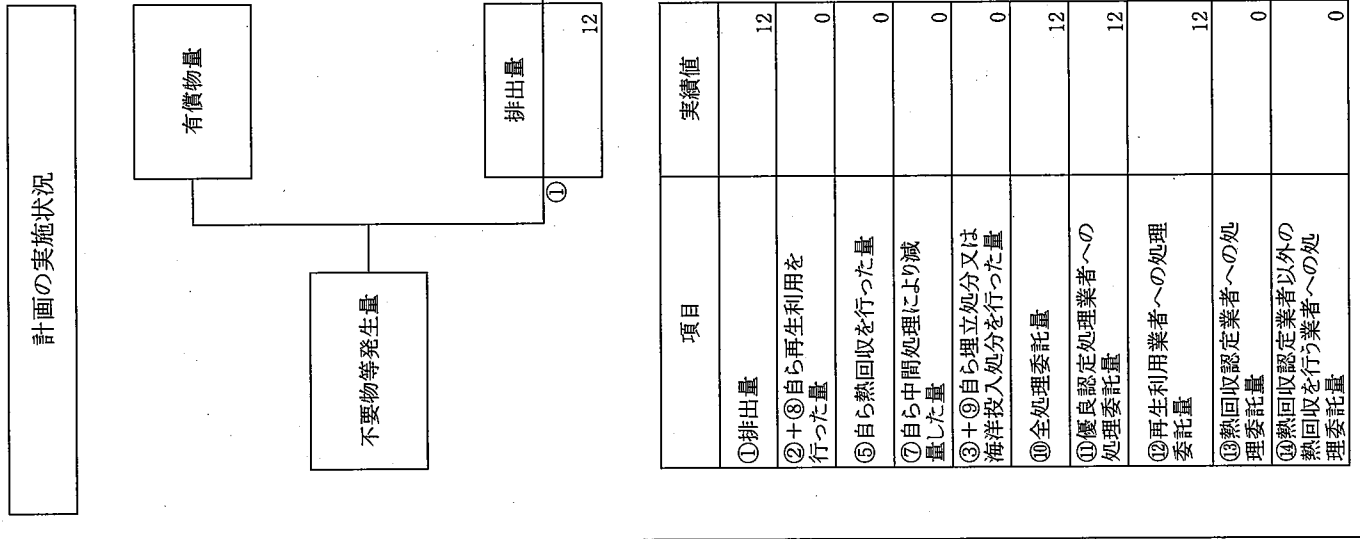 計画の実施状況
有償物量
不要物等発生量
排出量
①
12
項目
実績値
①排出量
12
②+⑧自ら再生利用を
行った量
0
⑤自ら熱回収を行った量
0
⑦自ら中間処理により減
量した量
0
③+⑨自ら埋立処分又は
海洋投入処分を行った量
0
⑩全処理委託量
12
⑪優良認定処理業者への
処理委託量
12
⑫再生利用業者への処理
委託量
12
⑬熱回収認定業者への処
理委託量
0
⑭熱回収認定業者以外の
熱回収を行う業者への処
理委託量
0